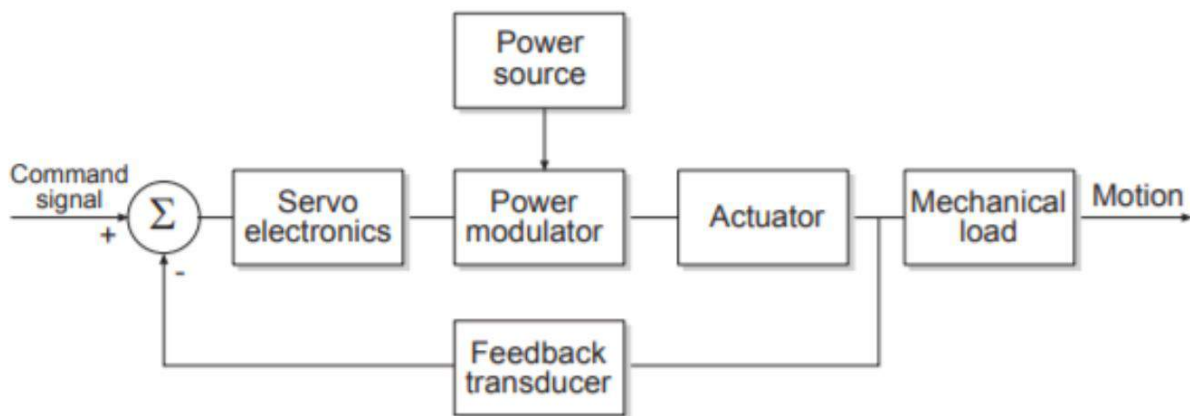 Power
source
Command
signal
+
Σ
-
Servo
electronics
Power
modulator
Actuator
Mechanical
load
Motion
Feedback
transducer